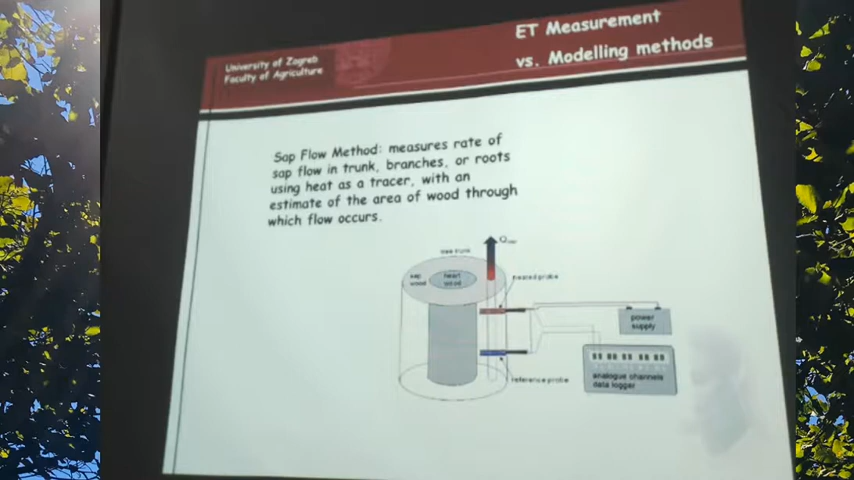 University of Zagreb
Faculty of Agriculture
ET Measurement
vs. Modelling methods
Sap Flow Method: measures rate of
sap flow in trunk, branches, or roots
using heat as a tracer, with an
estimate of the area of wood through
which flow occurs.
tree trunk
sap
wood
heart
wood
heated probe
power
supply
analogue channels
data logger
reference probe